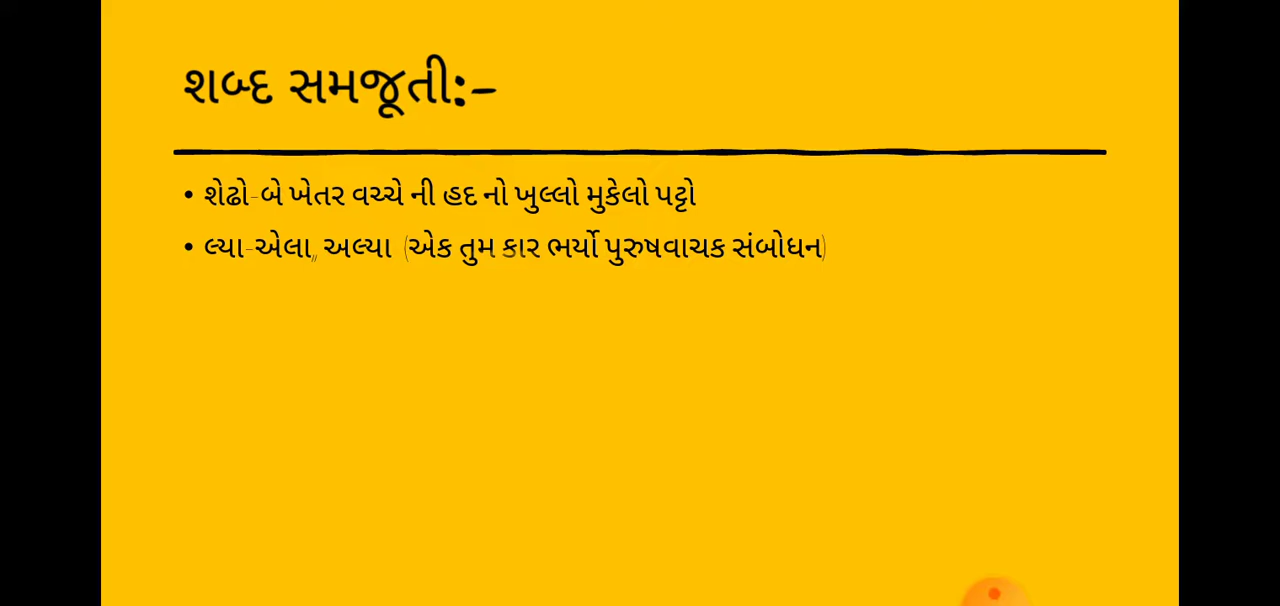 શબ્દ સમજૂતી:-
• શેઢો-બે ખેતર વચ્ચે ની હદ નો ખુલ્લો મુકેલો પટ્ટો
• લ્યા-એલા,, અલ્યા (એક તુમ કાર ભર્યો પુરુષવાચક સંબોધન)